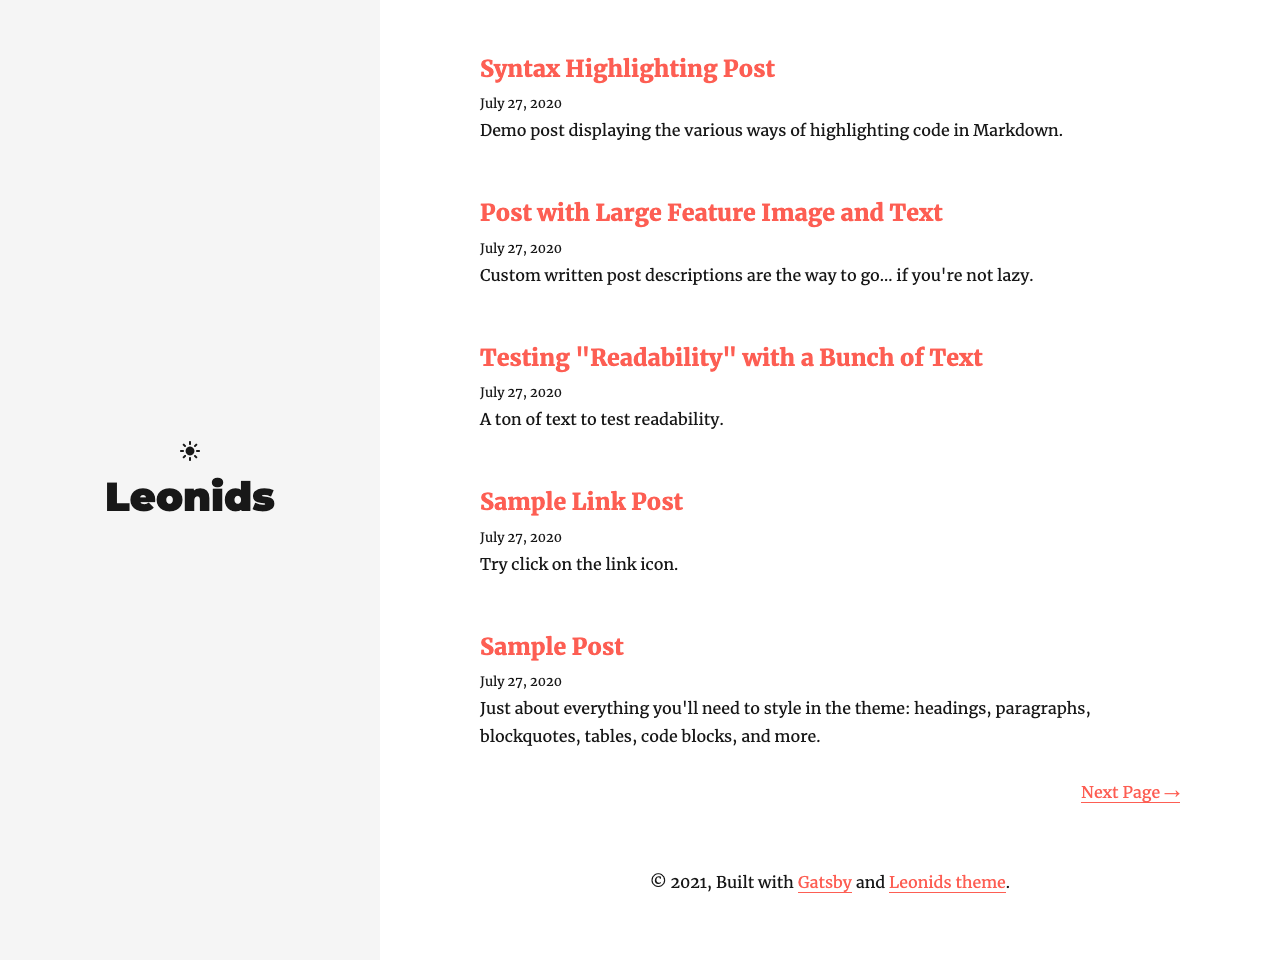 Leonids
Syntax Highlighting Post
July 27, 2020
Demo post displaying the various ways of highlighting code in Markdown.
Post with Large Feature Image and Text
July 27, 2020
Custom written post descriptions are the way to go... if you're not lazy.
Testing "Readability" with a Bunch of Text
July 27, 2020
A ton of text to test readability.
Sample Link Post
July 27, 2020
Try click on the link icon.
Sample Post
July 27, 2020
Just about everything you'll need to style in the theme: headings, paragraphs,
blockquotes, tables, code blocks, and more.
Next Page →
© 2021, Built with Gatsby and Leonids theme.